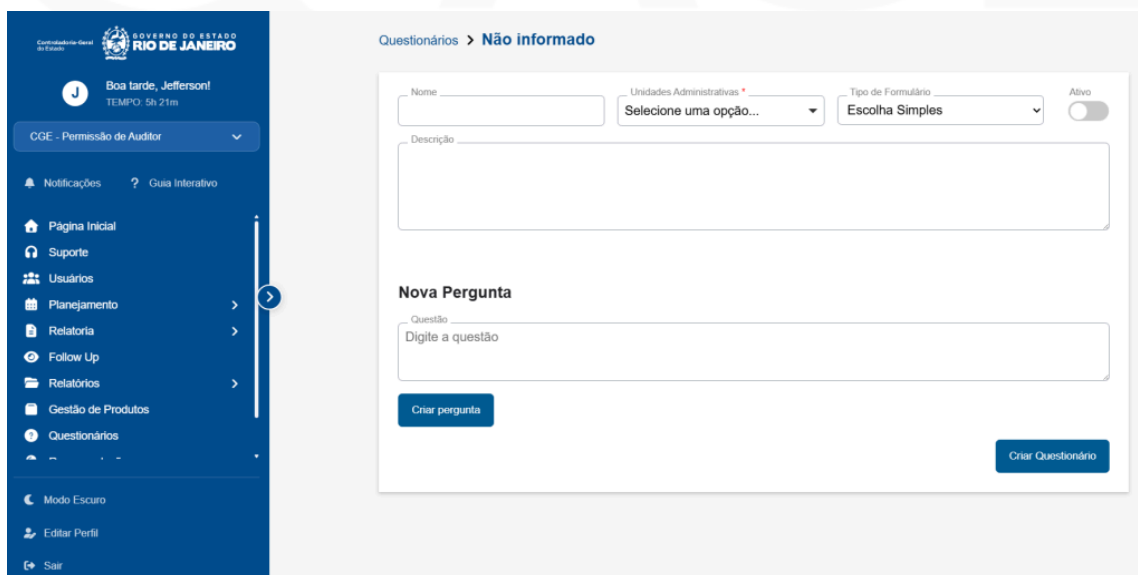 Controladoria-Geral
do Estado
GOVERNO DO ESTADO
RIO DE JANEIRO
J
Boa tarde, Jefferson!
TEMPO: 5h 21m
CGE - Permissão de Auditor
Notificações
? Guia Interativo
Página Inicial
Suporte
Usuários
Planejamento
Relatoria
Follow Up
Relatórios
Gestão de Produtos
Questionários
Modo Escuro
Editar Perfil
Sair
Questionários > Não informado
Nome
Unidades Administrativas *
Selecione uma opção...
Tipo de Formulário
Escolha Simples
Ativo
Descrição
Nova Pergunta
Questão
Digite a questão
Criar pergunta
Criar Questionário